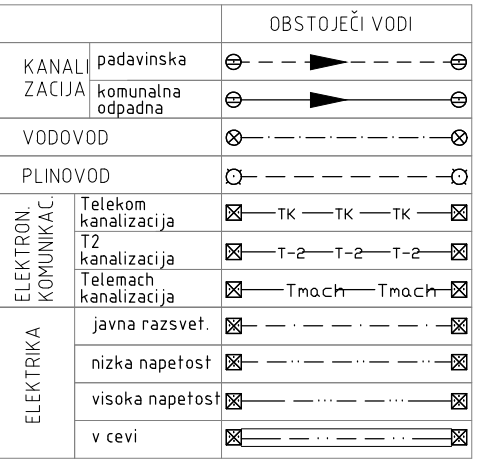 OBSTOJEČI VODI
KANALI
ZACIJA
padavinska
komunalna
odpadna
VODOVOD
PLINOVOD
ELEKTRON.
KOMUNIKAC.
Telekom
kanalizacija
TK TK TK
T2
kanalizacija
T-2 T-2 T-2
Telemach
kanalizacija
Tmach Tmach
ELEKTRIKA
javna razsvet.
nizka napetost
visoka napetost
v cevi